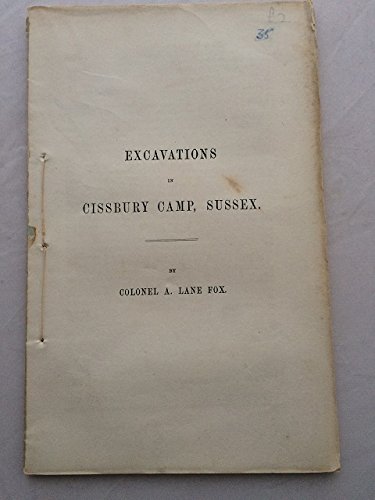 35
EXCAVATIONS
IN
CISSBURY CAMP, SUSSEX.
BY
COLONEL A. LANE FOX.